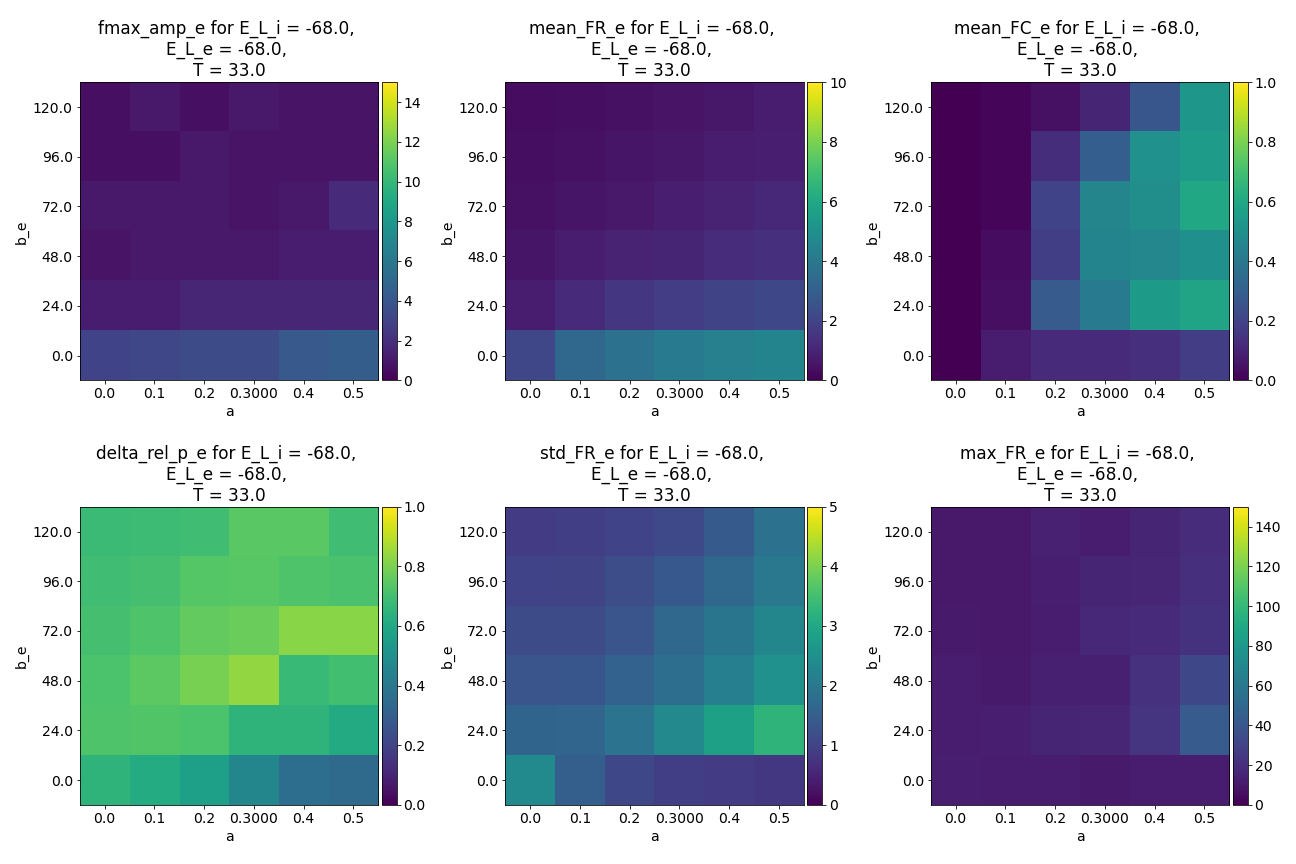 fmax_amp_e for E_L_i = -68.0,
E_L_e = -68.0,
T = 33.0
120.0
96.0
72.0
48.0
24.0
0.0
b_e
0.0 0.1 0.2 0.3000 0.4 0.5
a
14
12
10
8
6
4
2
0
mean_FR_e for E_L_i = -68.0,
E_L_e = -68.0,
T = 33.0
120.0
96.0
72.0
48.0
24.0
0.0
b_e
0.0 0.1 0.2 0.3000 0.4 0.5
a
10
8
6
4
2
0
mean_FC_e for E_L_i = -68.0,
E_L_e = -68.0,
T = 33.0
120.0
96.0
72.0
48.0
24.0
0.0
b_e
0.0 0.1 0.2 0.3000 0.4 0.5
a
1.0
0.8
0.6
0.4
0.2
0.0
delta_rel_p_e for E_L_i = -68.0,
E_L_e = -68.0,
T = 33.0
120.0
96.0
72.0
48.0
24.0
0.0
b_e
0.0 0.1 0.2 0.3000 0.4 0.5
a
1.0
0.8
0.6
0.4
0.2
0.0
std_FR_e for E_L_i = -68.0,
E_L_e = -68.0,
T = 33.0
120.0
96.0
72.0
48.0
24.0
0.0
b_e
0.0 0.1 0.2 0.3000 0.4 0.5
a
5
4
3
2
1
0
max_FR_e for E_L_i = -68.0,
E_L_e = -68.0,
T = 33.0
120.0
96.0
72.0
48.0
24.0
0.0
b_e
0.0 0.1 0.2 0.3000 0.4 0.5
a
140
120
100
80
60
40
20
0